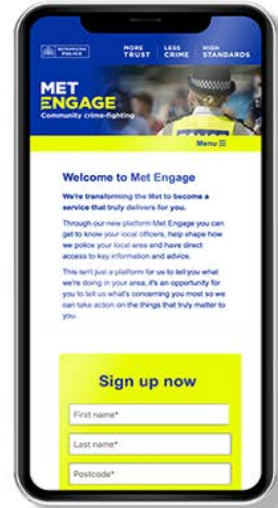 METROPOLITAN
POLICE
MORE
TRUST
LESS
CRIME
HIGH
STANDARDS
MET
ENGAGE
Community crime-fighting
POLICE
Menu ☰
Welcome to Met Engage
We're transforming the Met to become a
service that truly delivers for you.
Through our new platform Met Engage you can
get to know your local officers, help shape how
we police your local area and have direct
access to key information and advice.
This isn't just a platform for us to tell you what
we're doing in your area, it's an opportunity for
you to tell us what's concerning you most so we
can take action on the things that truly matter to
you.
Sign up now
First name*
Last name*
Postcode*